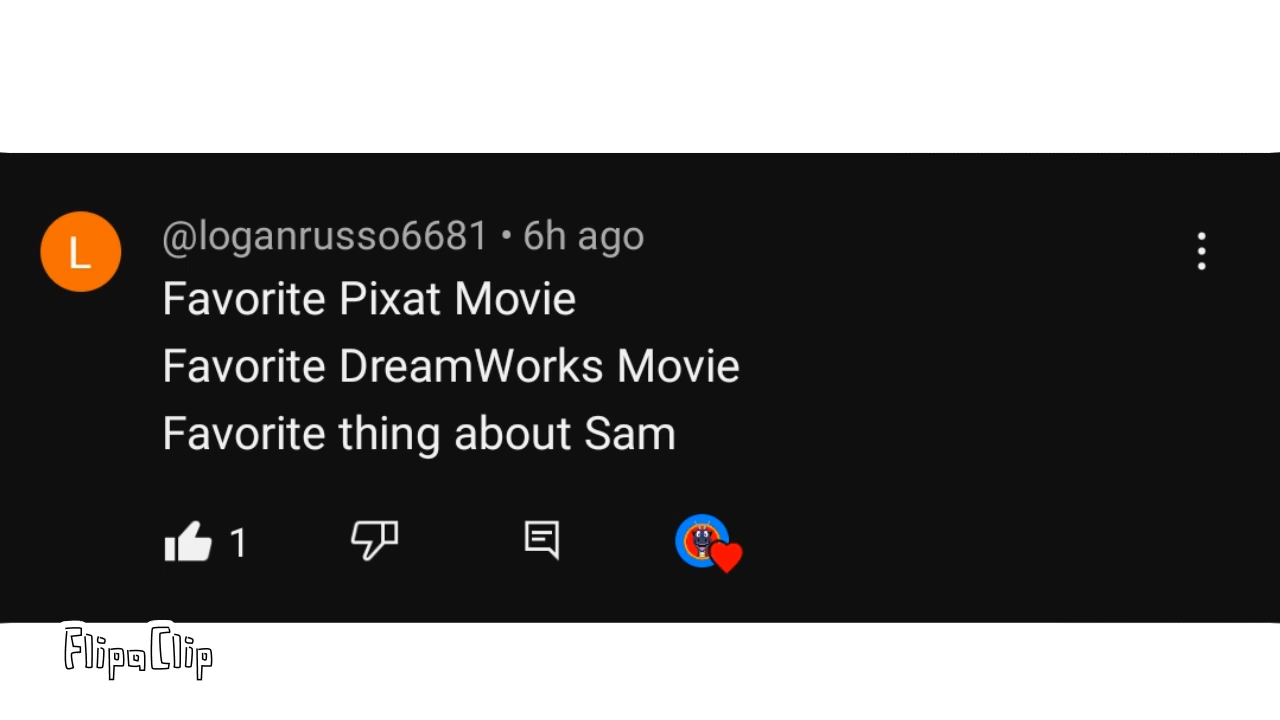 L
@loganrusso6681 • 6h ago
Favorite Pixat Movie
Favorite DreamWorks Movie
Favorite thing about Sam
1
FlipaClip